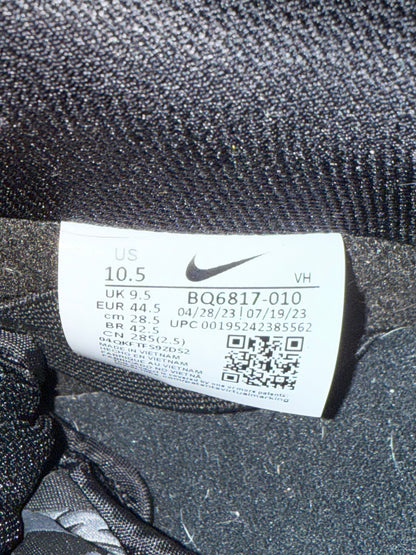 US
10.5
VH
UK 9.5
BQ6817-010
EUR 44.5
04/28/23 | 07/19/23
cm 28.5
UPC 00195242385562
BR 42.5
CN 285(2.5)
MADE IN VIETNAM